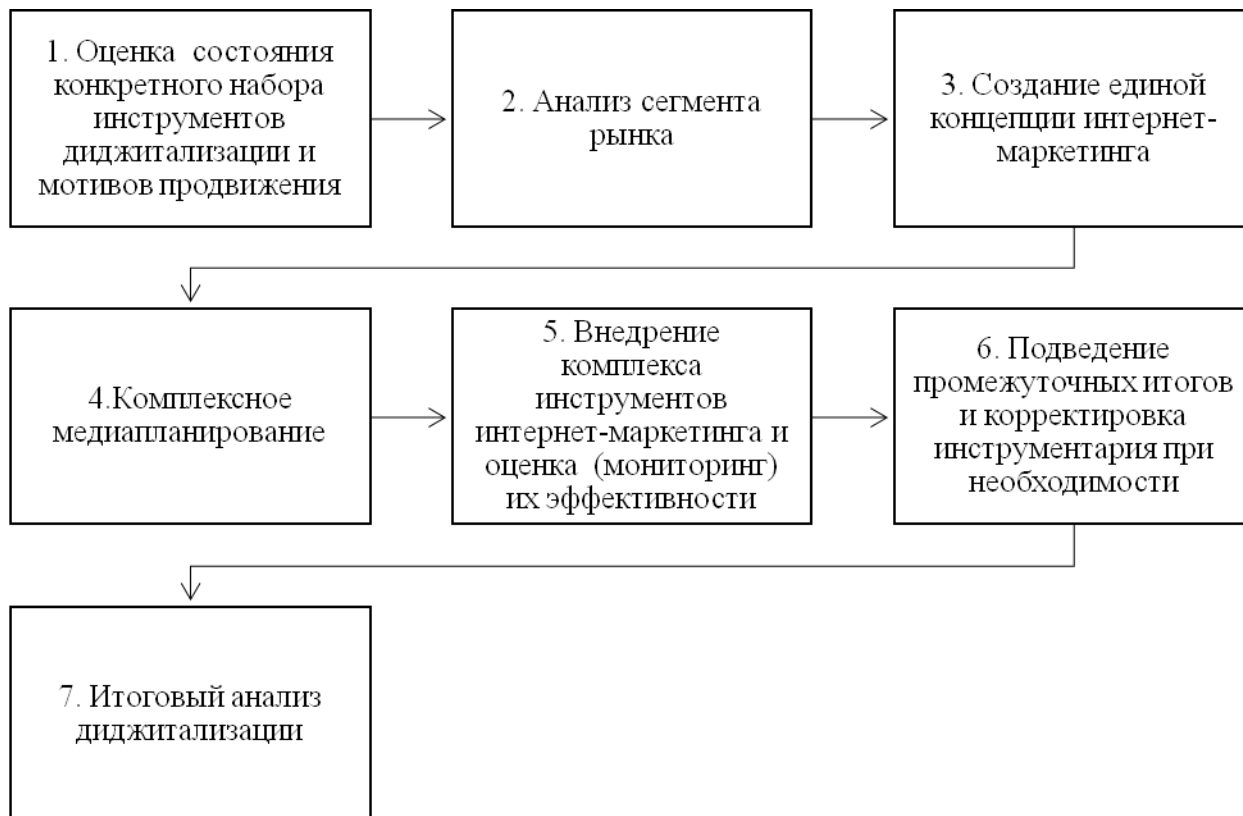 1. Оценка состояния
конкретного набора
инструментов
диджитализации и
мотивов продвижения
2. Анализ сегмента
рынка
3. Создание единой
концепции интернет-
маркетинга
4.Комплексное
медиапланирование
5. Внедрение
комплекса
инструментов
интернет-маркетинга и
оценка (мониторинг)
их эффективности
6. Подведение
промежуточных итогов
и корректировка
инструментария при
необходимости
7. Итоговый анализ
диджитализации